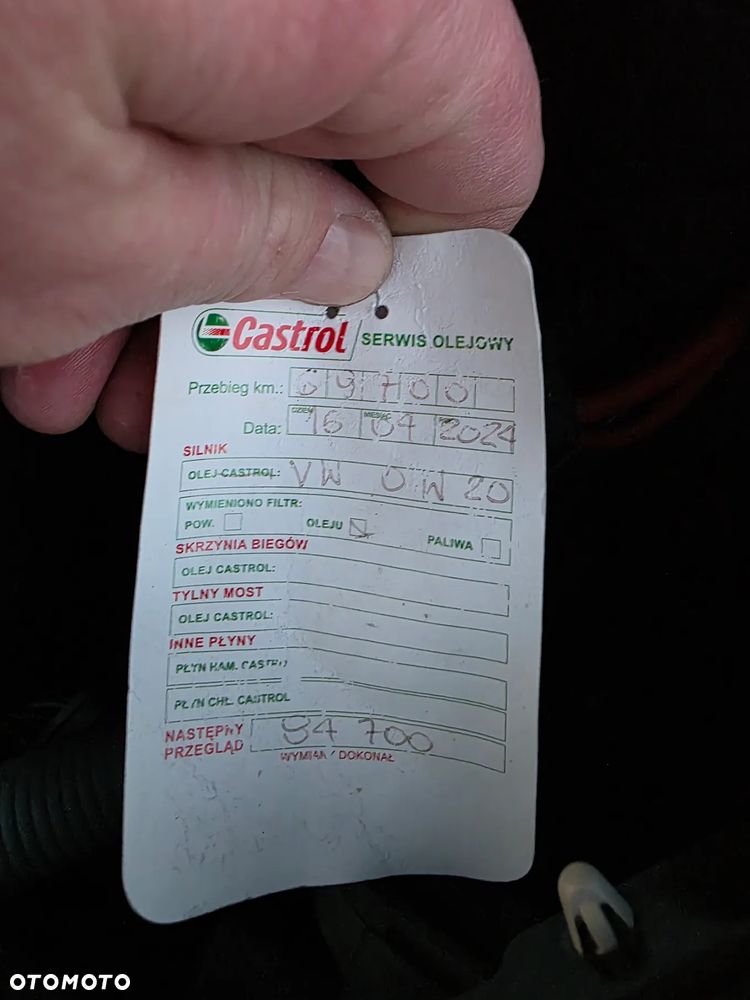 Castrol SERWIS OLEJOWY
Przebieg km.: 69700
DZIEŃ MIESIĄC
Data: 16 04 2024
SILNIK
OLEJ CASTROL: VW 0W20
WYMIENIONO FILTR:
POW. OLEJU PALIWA
SKRZYNIA BIEGÓW
OLEJ CASTROL:
TYLNY MOST
OLEJ CASTROL:
INNE PŁYNY
PŁYN HAM. CASTROL
PŁYN CHŁ. CASTROL
NASTĘPNY PRZEGLĄD 84 700
WYMIANY DOKONAŁ
OTOMOTO